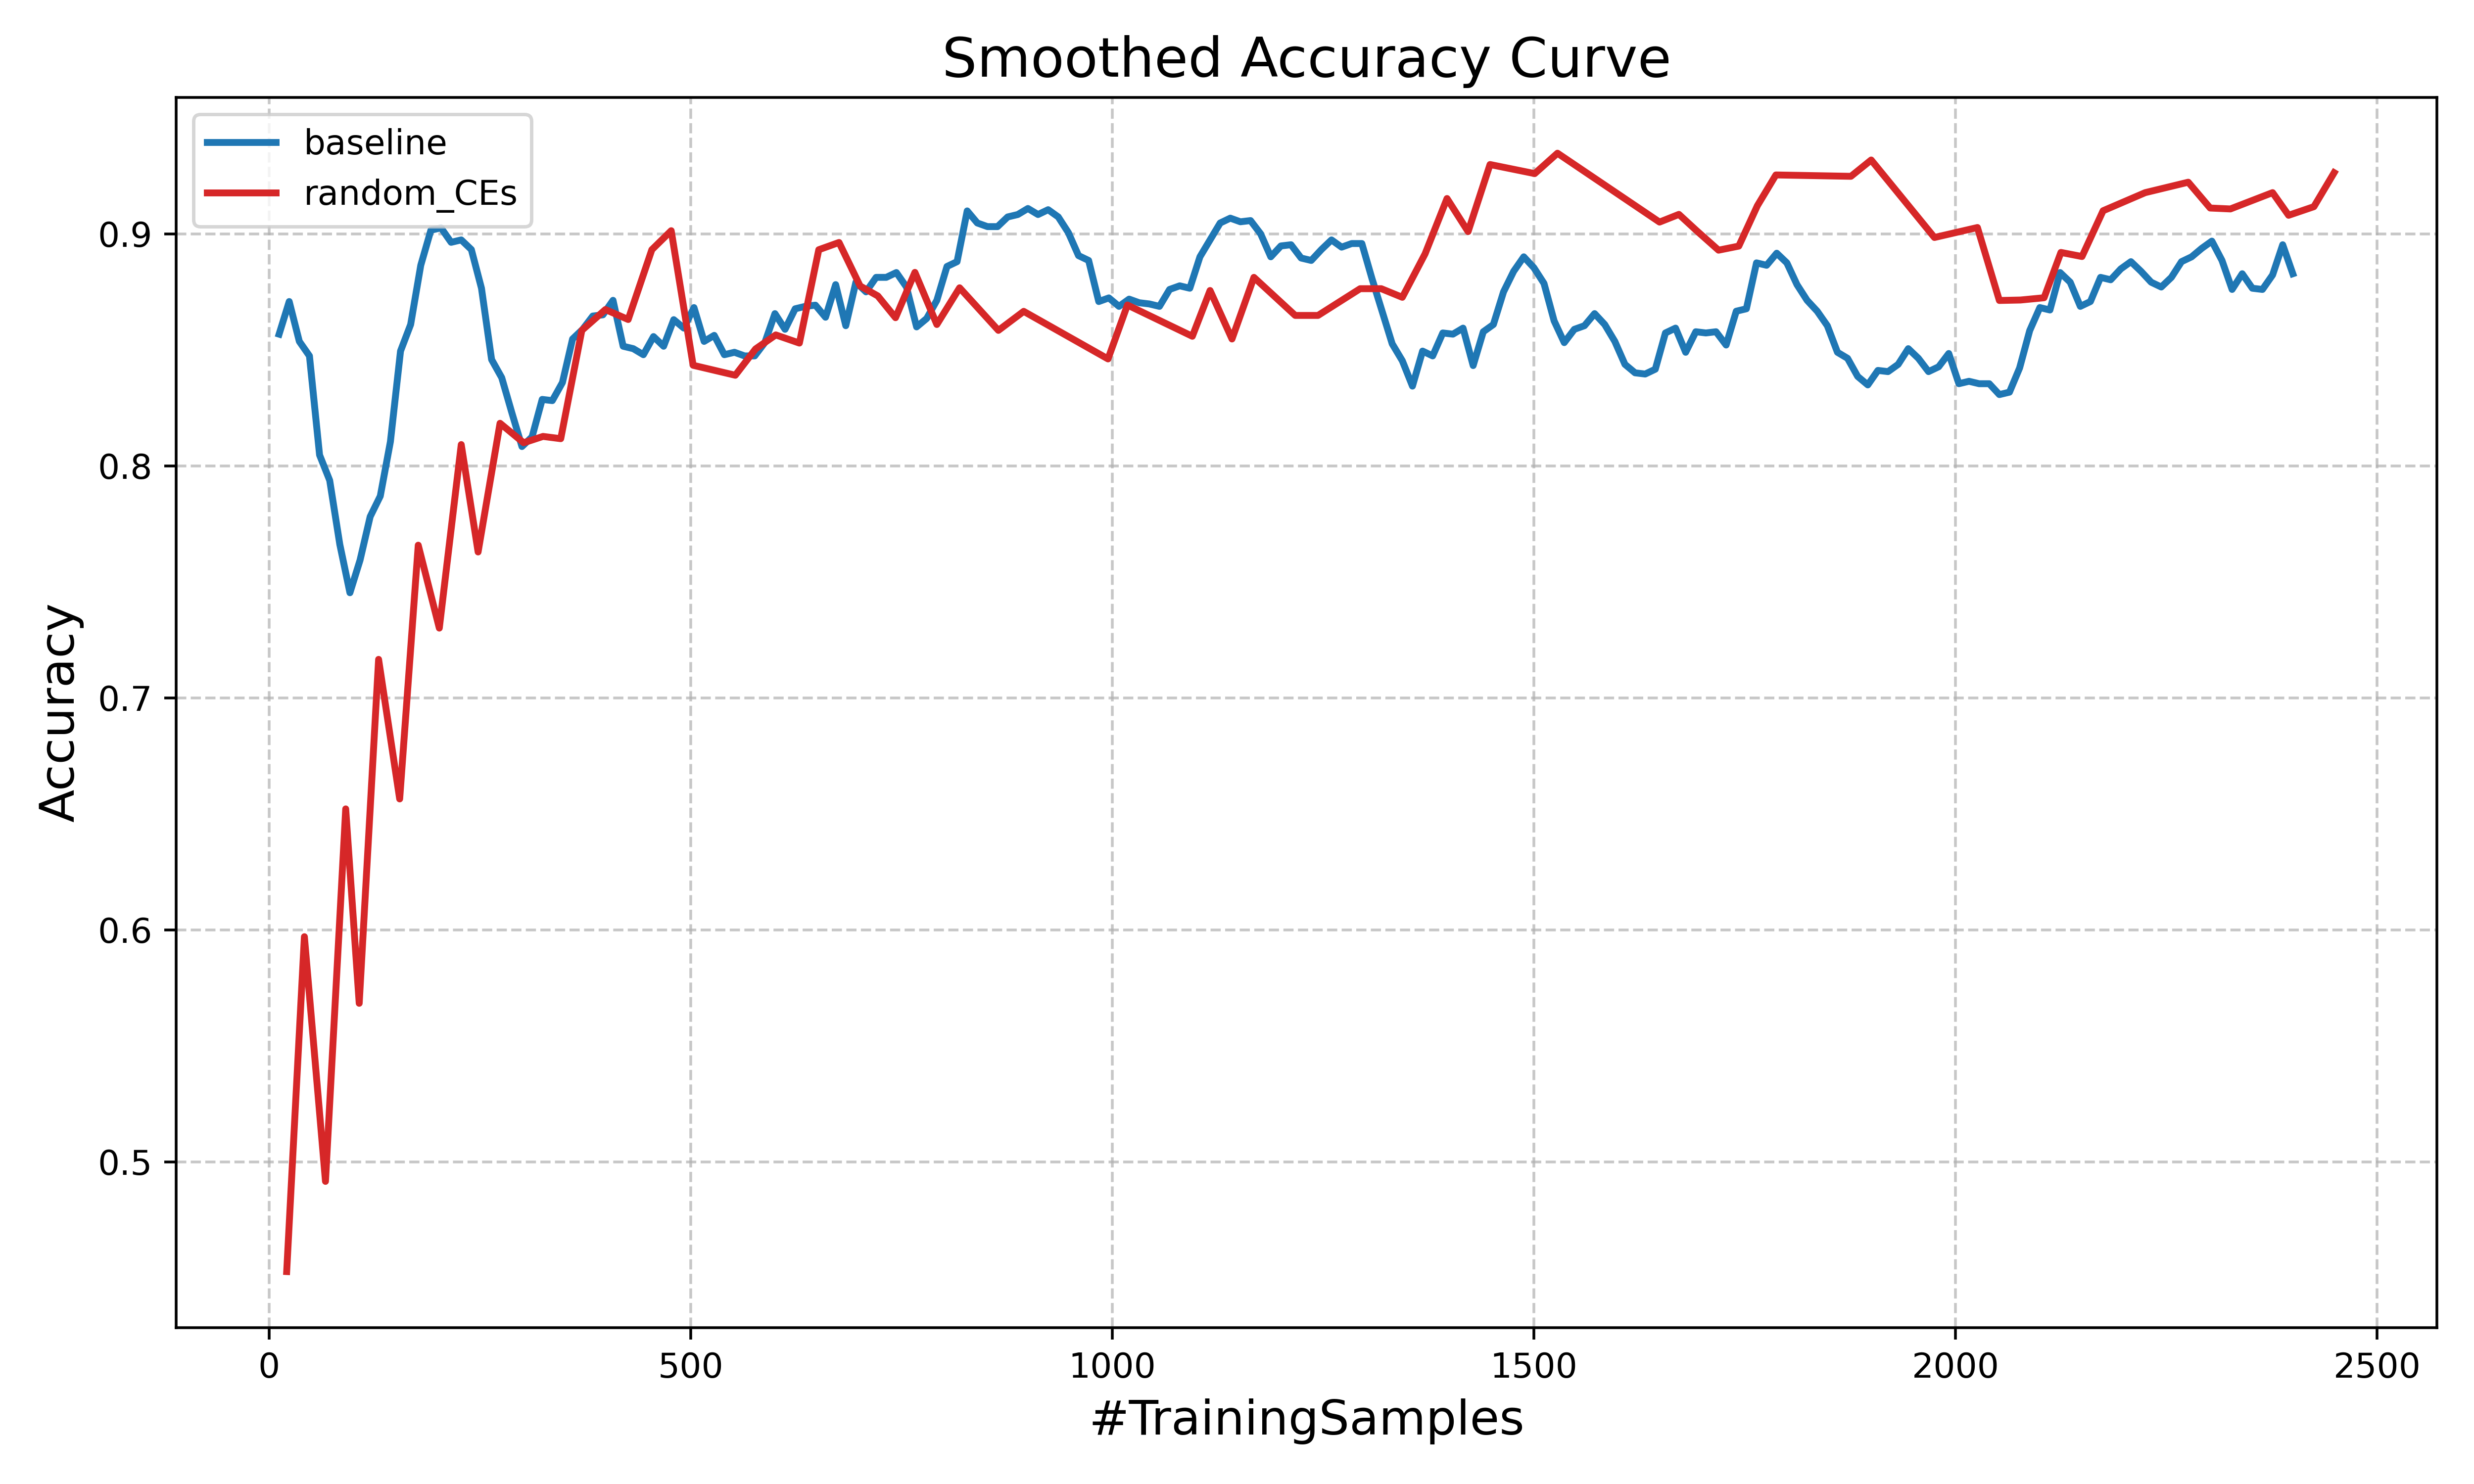 Smoothed Accuracy Curve
baseline
random_CEs
Accuracy
0.9
0.8
0.7
0.6
0.5
0 500 1000 1500 2000 2500
#TrainingSamples